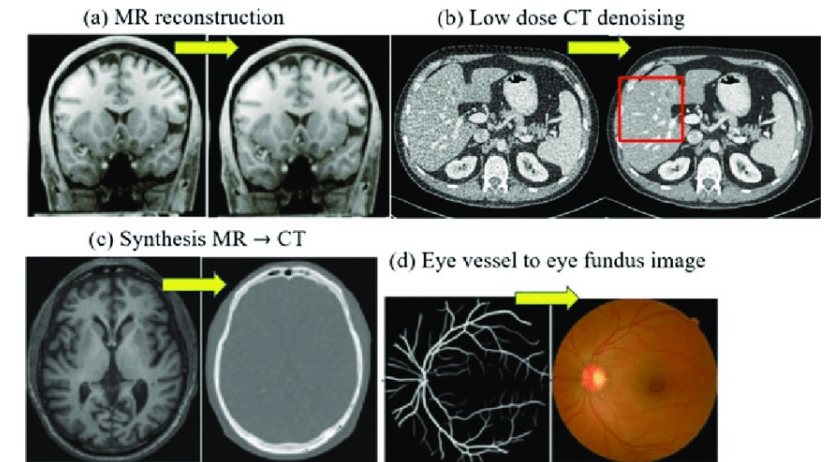 (a) MR reconstruction
(b) Low dose CT denoising
(c) Synthesis MR → CT
(d) Eye vessel to eye fundus image